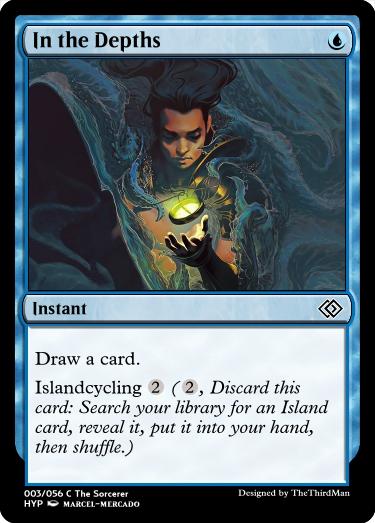 In the Depths
Instant
Draw a card.
Islandcycling 2 (2, Discard this
card: Search your library for an Island
card, reveal it, put it into your hand,
then shuffle.)
003/056 C The Sorcerer
Designed by TheThirdMan
HYP MARCEL-MERCADO